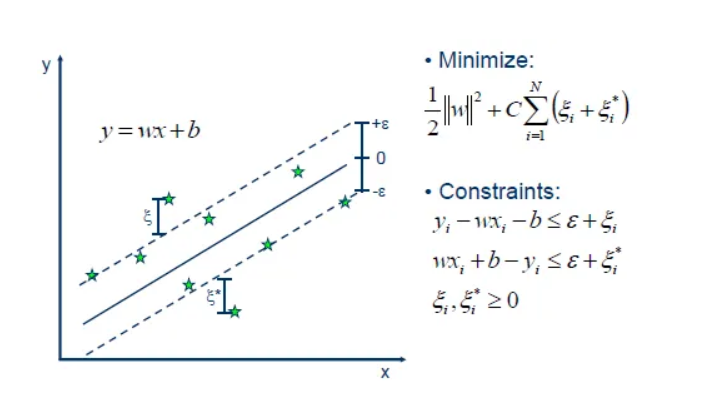 y
y = wx + b
+ε
0
-ε
ξ
ξ*
x
• Minimize:
1/2 ||w||² + C ∑_{i=1}^{N} (ξ_i + ξ_i^*)
• Constraints:
y_i − wx_i − b ≤ ε + ξ_i
wx_i + b − y_i ≤ ε + ξ_i^*
ξ_i, ξ_i^* ≥ 0